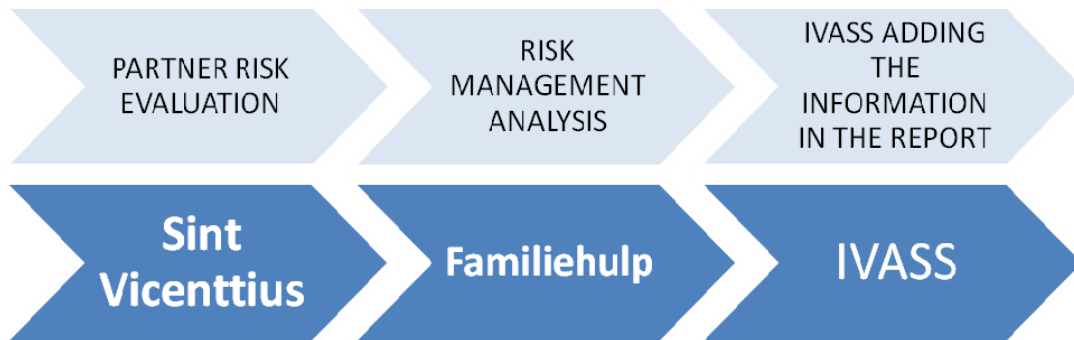 PARTNER RISK
EVALUATION
RISK
MANAGEMENT
ANALYSIS
IVASS ADDING
THE
INFORMATION
IN THE REPORT
Sint
Vicenttius
Familiehulp
IVASS